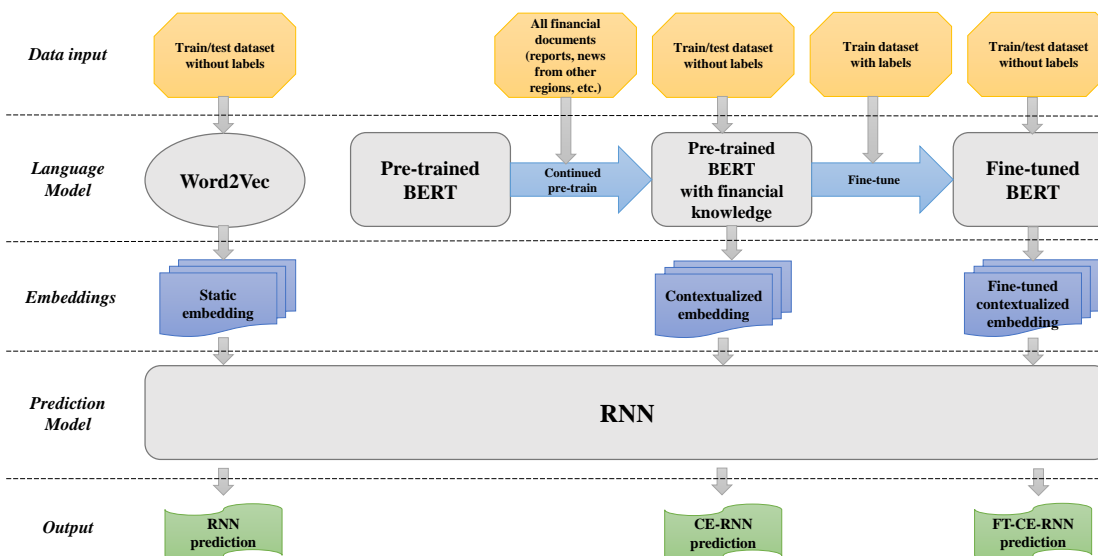 Data input
Train/test dataset
without labels
All financial
documents
(reports, news
from other
regions, etc.)
Train/test dataset
without labels
Train dataset
with labels
Train/test dataset
without labels
Language
Model
Word2Vec
Pre-trained
BERT
Continued
pre-train
Pre-trained
BERT
with financial
knowledge
Fine-tune
Fine-tuned
BERT
Embeddings
Static
embedding
Contextualized
embedding
Fine-tuned
contextualized
embedding
Prediction
Model
RNN
Output
RNN
prediction
CE-RNN
prediction
FT-CE-RNN
prediction